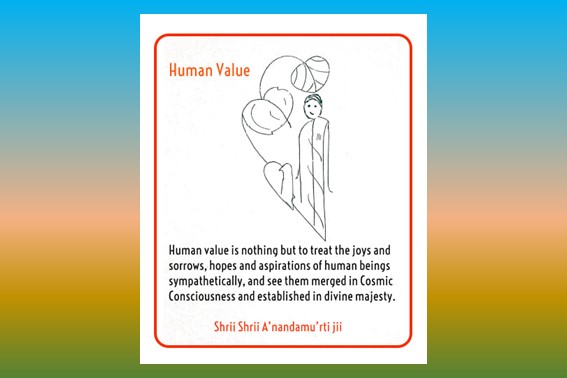 Human Value
Human value is nothing but to treat the joys and
sorrows, hopes and aspirations of human beings
sympathetically, and see them merged in Cosmic
Consciousness and established in divine majesty.
Shrii Shrii A'nandamu'rti jii